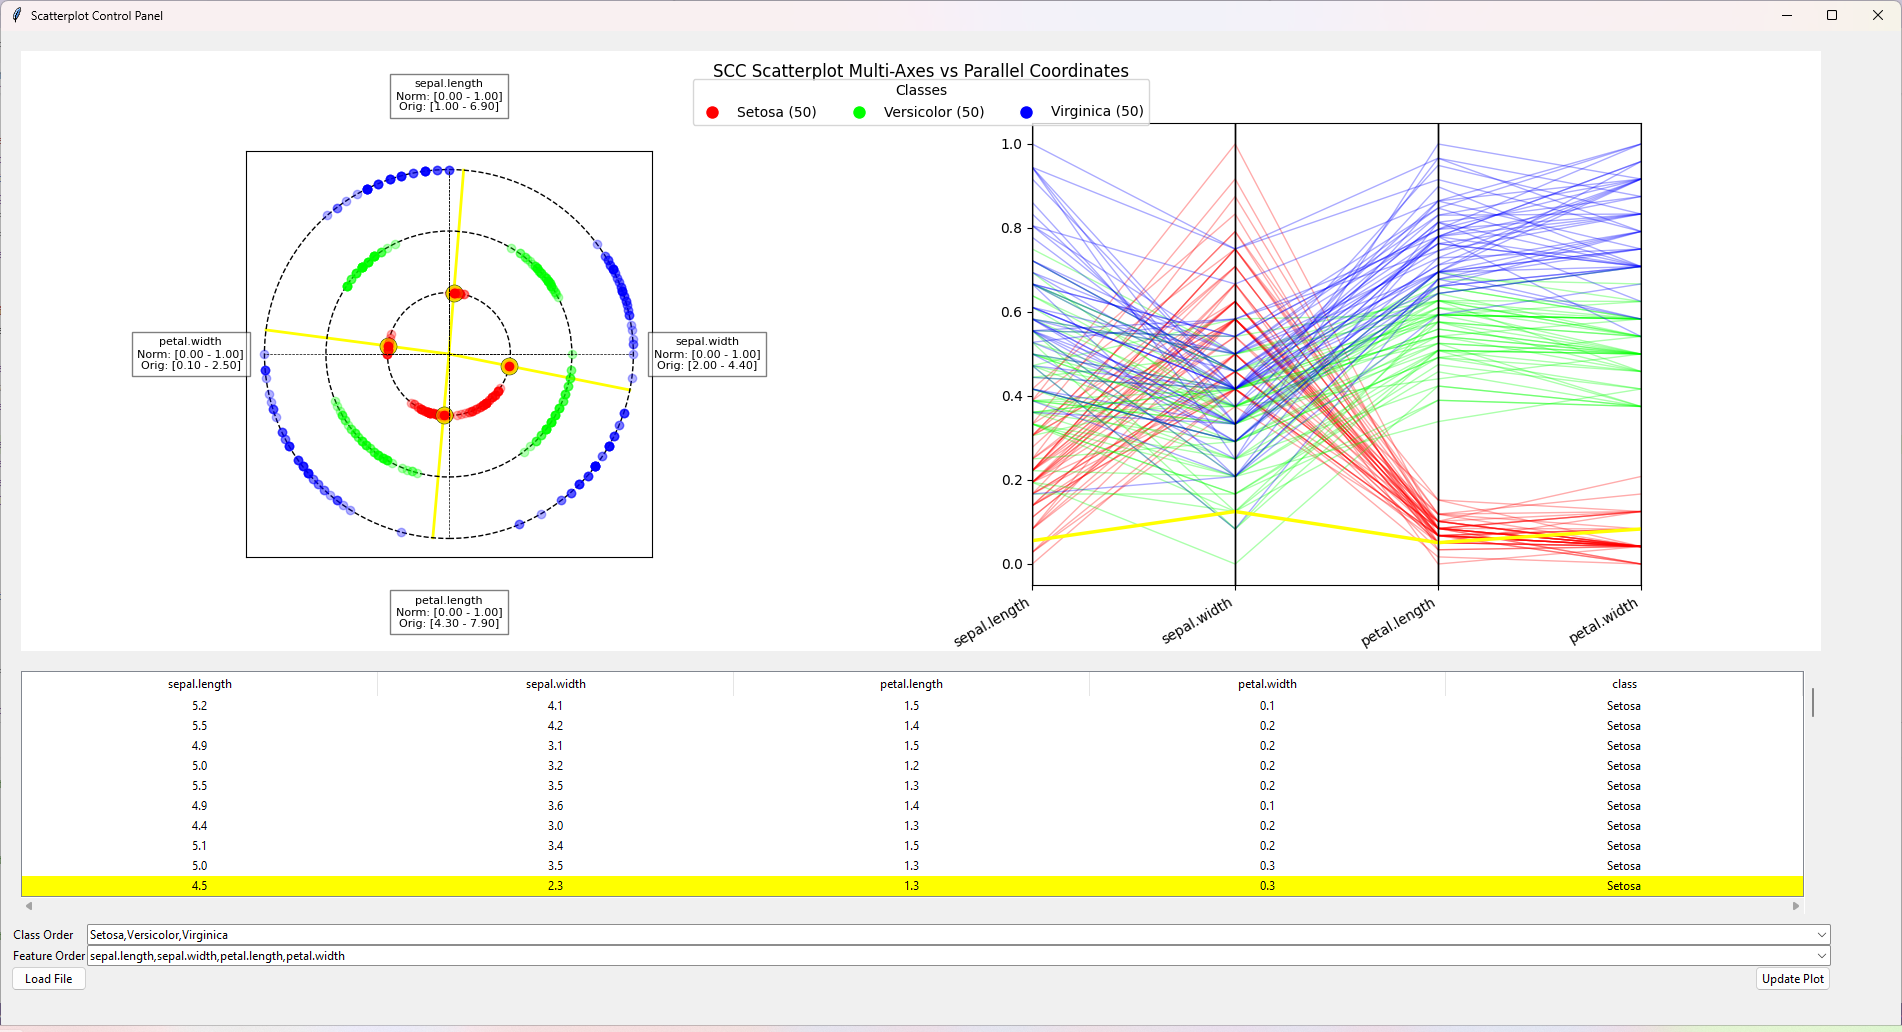 Scatterplot Control Panel
SCC Scatterplot Multi-Axes vs Parallel Coordinates
Classes
Setosa (50) Versicolor (50) Virginica (50)
sepal.length
Norm: [0.00 - 1.00]
Orig: [1.00 - 6.90]
petal.width
Norm: [0.00 - 1.00]
Orig: [0.10 - 2.50]
sepal.width
Norm: [0.00 - 1.00]
Orig: [2.00 - 4.40]
petal.length
Norm: [0.00 - 1.00]
Orig: [4.30 - 7.90]
1.0
0.8
0.6
0.4
0.2
0.0
sepal.length
sepal.width
petal.length
petal.width
sepal.length sepal.width petal.length petal.width class
5.2 4.1 1.5 0.1 Setosa
5.5 4.2 1.4 0.2 Setosa
4.9 3.1 1.5 0.2 Setosa
5.0 3.2 1.2 0.2 Setosa
5.5 3.5 1.3 0.2 Setosa
4.9 3.6 1.4 0.1 Setosa
4.4 3.0 1.3 0.2 Setosa
5.1 3.4 1.5 0.2 Setosa
5.0 3.5 1.3 0.3 Setosa
4.5 2.3 1.3 0.3 Setosa
Class Order Setosa,Versicolor,Virginica
Feature Order sepal.length,sepal.width,petal.length,petal.width
Load File Update Plot